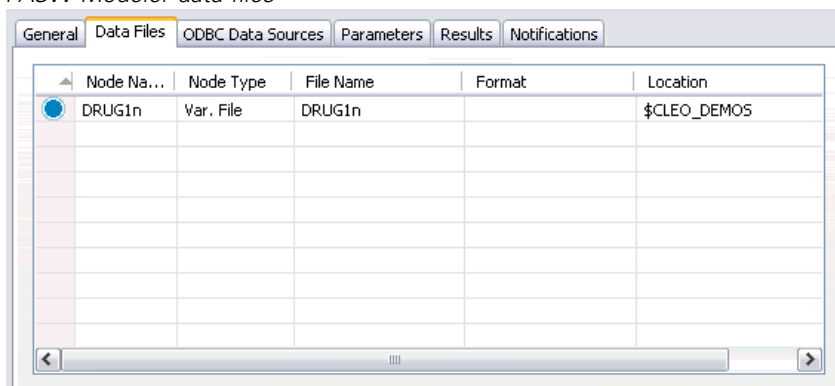 PASW Modeler data files
General Data Files ODBC Data Sources Parameters Results Notifications
Node Na... Node Type File Name Format Location
DRUG1n Var. File DRUG1n $CLEO_DEMOS